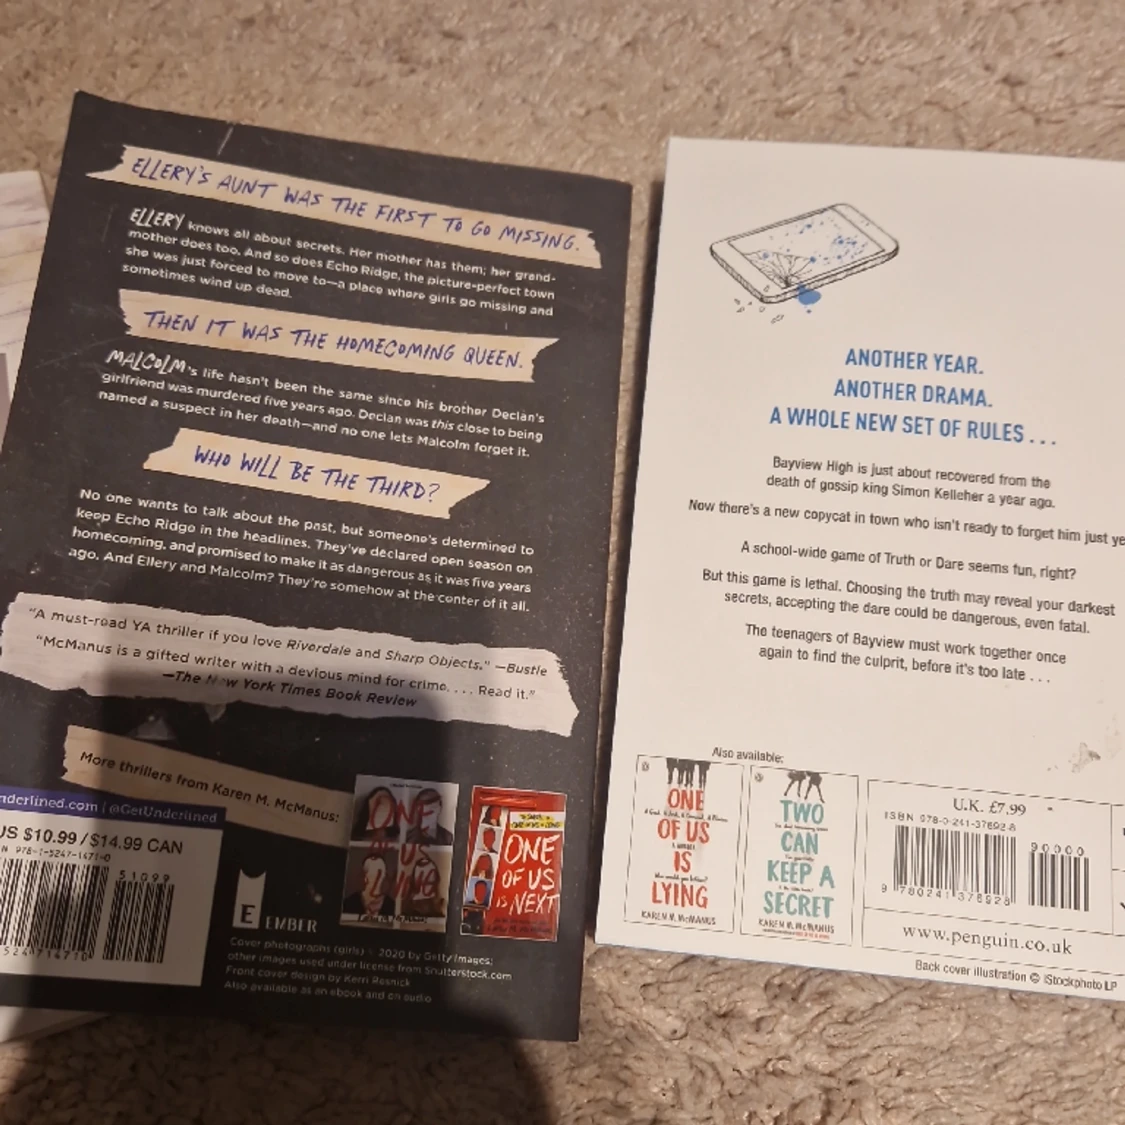 ELLERY'S AUNT WAS THE FIRST TO GO MISSING.
ELLERY knows all about secrets. Her mother has them; her grand-
mother does too. And so does Echo Ridge, the picture-perfect town
she was just forced to move to—a place where girls go missing and
sometimes wind up dead.
THEN IT WAS THE HOMECOMING QUEEN.
MALCOLM's life hasn't been the same since his brother Declan's
girlfriend was murdered five years ago. Declan was this close to being
named a suspect in her death—and no one lets Malcolm forget it.
WHO WILL BE THE THIRD?
No one wants to talk about the past, but someone's determined to
keep Echo Ridge in the headlines. They've declared open season on
homecoming, and promised to make it as dangerous as it was five years
ago. And Ellery and Malcolm? They're somehow at the center of it all.
"A must-read YA thriller if you love Riverdale and Sharp Objects." —Bustle
"McManus is a gifted writer with a devious mind for crime. . . . Read it."
—The New York Times Book Review
More thrillers from Karen M. McManus:
ONE
OF US
IS
LYING
ONE
OF US
IS NEXT
nderlined.com | @GetUnderlined
US $10.99 / $14.99 CAN
N 978-1-5247-1471-0
51099
E EMBER
Cover photographs (girls) © 2020 by Getty Images;
other images used under license from Shutterstock.com
Front cover design by Kerri Resnick
Also available as an ebook and on audio
ANOTHER YEAR.
ANOTHER DRAMA.
A WHOLE NEW SET OF RULES . . .
Bayview High is just about recovered from the
death of gossip king Simon Kelleher a year ago.
Now there's a new copycat in town who isn't ready to forget him just ye
A school-wide game of Truth or Dare seems fun, right?
But this game is lethal. Choosing the truth may reveal your darkest
secrets, accepting the dare could be dangerous, even fatal.
The teenagers of Bayview must work together once
again to find the culprit, before it's too late . . .
Also available:
ONE
OF US
IS
LYING
KAREN M. McMANUS
TWO
CAN
KEEP A
SECRET
KAREN M. McMANUS
U.K. £7.99
ISBN 978-0-241-37692-8
90000
9 780241 376928
www.penguin.co.uk
Back cover illustration © iStockphoto LP